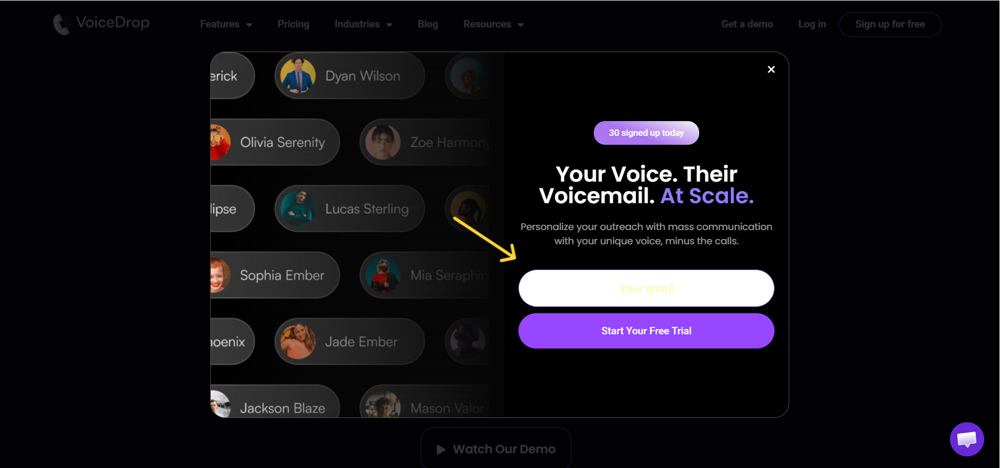 VoiceDrop
Features
Pricing
Industries
Blog
Resources
Get a demo
Log in
Sign up for free
erick
Dyan Wilson
Olivia Serenity
Zoe Harmony
lipse
Lucas Sterling
Sophia Ember
Mia Seraphin
hoenix
Jade Ember
Jackson Blaze
Mason Valor
30 signed up today
Your Voice. Their
Voicemail. At Scale.
Personalize your outreach with mass communication
with your unique voice, minus the calls.
Your email
Start Your Free Trial
Watch Our Demo